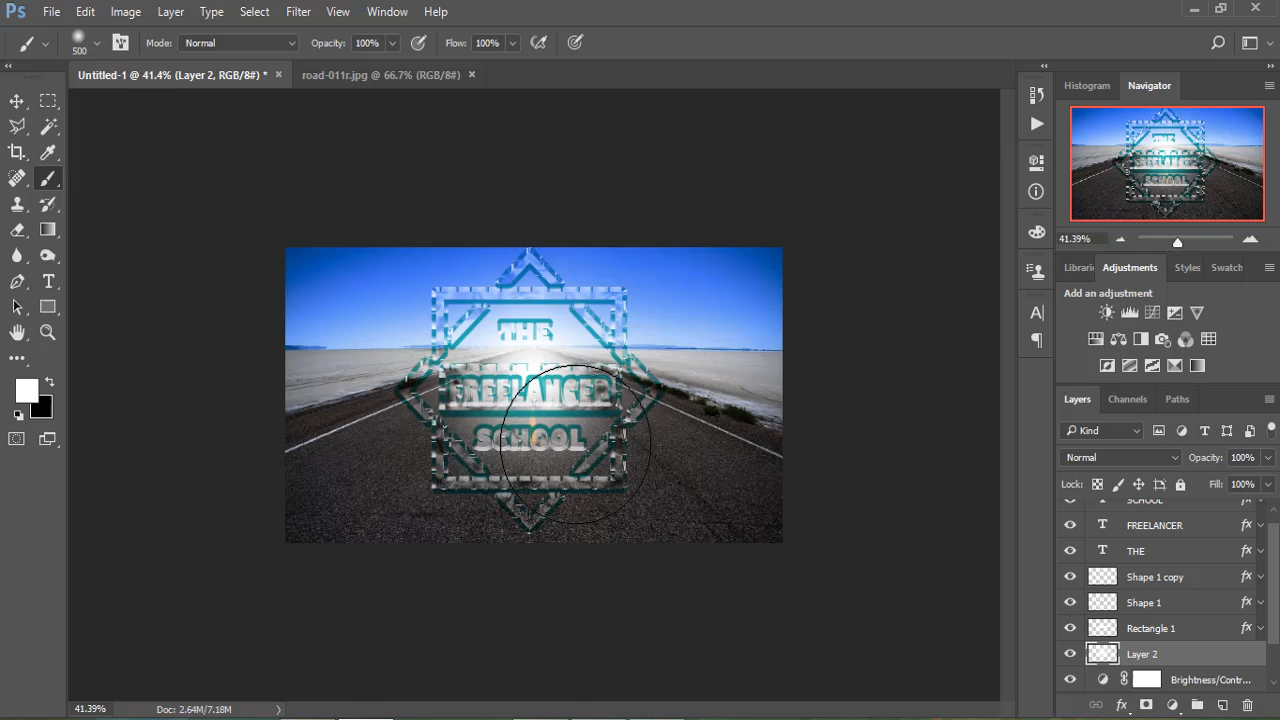 Ps File Edit Image Layer Type Select Filter View Window Help
500 Mode: Normal Opacity: 100% Flow: 100%
Untitled-1 @ 41.4% (Layer 2, RGB/8#) * × road-011r.jpg @ 66.7% (RGB/8#) ×
Histogram Navigator
THE
FREELANCER
SCHOOL
41.39%
Librari Adjustments Styles Swatch
Add an adjustment
THE
FREELANCER
SCHOOL
Layers Channels Paths
Kind
Normal Opacity: 100%
Lock: Fill: 100%
SCHOOL
FREELANCER
THE
Shape 1 copy
Shape 1
Rectangle 1
Layer 2
Brightness/Contr...
41.39% Doc: 2.64M/7.18M